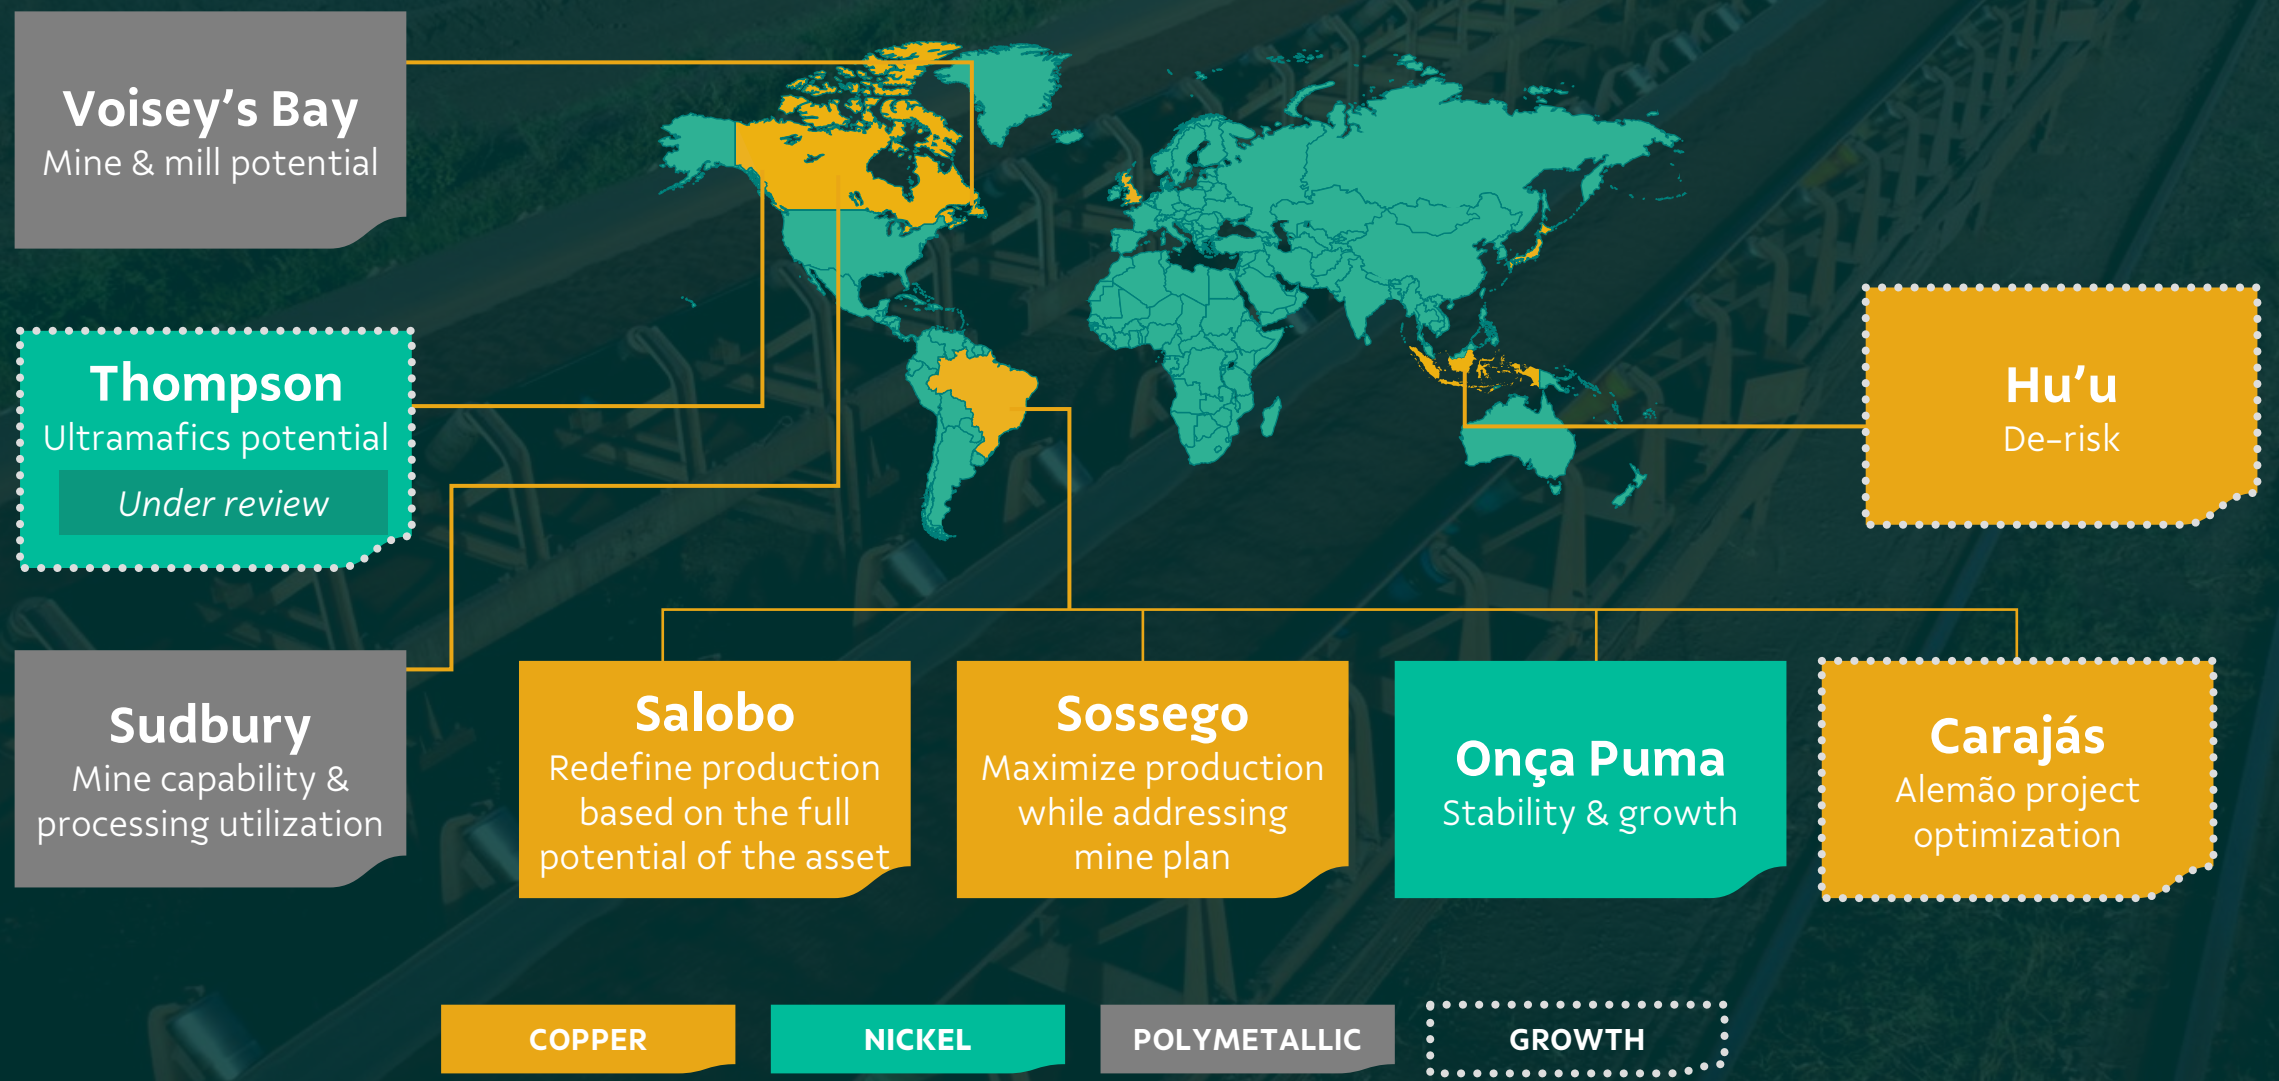 Voisey’s Bay
Mine & mill potential
Thompson
Ultramafics potential
Under review
Hu’u
De-risk
Sudbury
Mine capability &
processing utilization
Salobo
Redefine production
based on the full
potential of the asset
Sossego
Maximize production
while addressing
mine plan
Onça Puma
Stability & growth
Carajás
Alemão project
optimization
COPPER
NICKEL
POLYMETALLIC
GROWTH